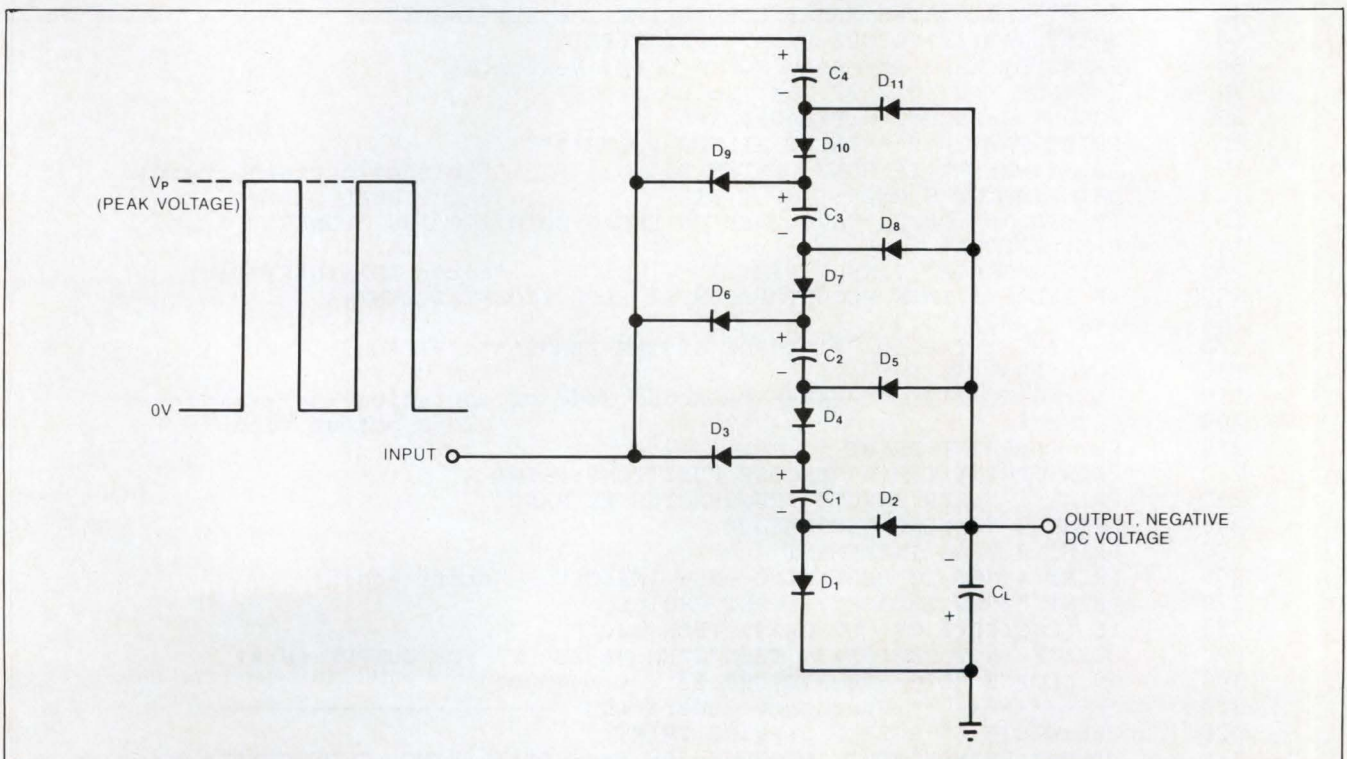 +
C4
−
D11
D9
D10
VP
(PEAK VOLTAGE)
+
C3
−
D8
D6
D7
+
C2
−
D5
0V
D4
INPUT
D3
+
C1
−
D2
OUTPUT, NEGATIVE
DC VOLTAGE
−
D1
CL
+